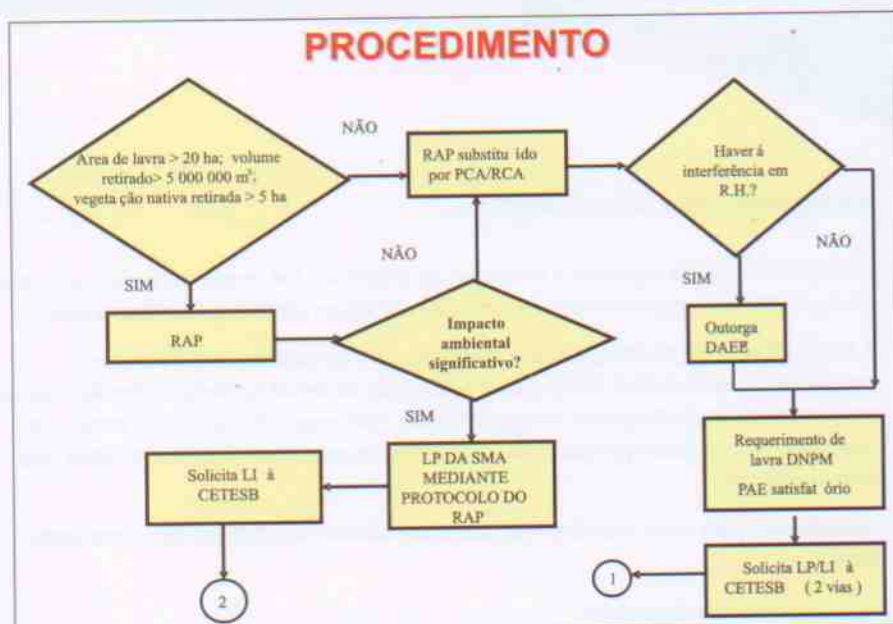 PROCEDIMENTO
Area de lavra > 20 ha; volume
retirado> 5 000 000 m³;
vegeta ção nativa retirada > 5 ha
NÃO
RAP substitu ído
por PCA/RCA
Haver á
interferência em
R.H.?
NÃO
SIM
NÃO
SIM
RAP
Impacto
ambiental
significativo?
Outorga
DAEE
SIM
Solicita LI à
CETESB
LP DA SMA
MEDIANTE
PROTOCOLO DO
RAP
Requerimento de
lavra DNPM
PAE satisfat ório
Solicita LP/LI à
CETESB ( 2 vias )
1
2